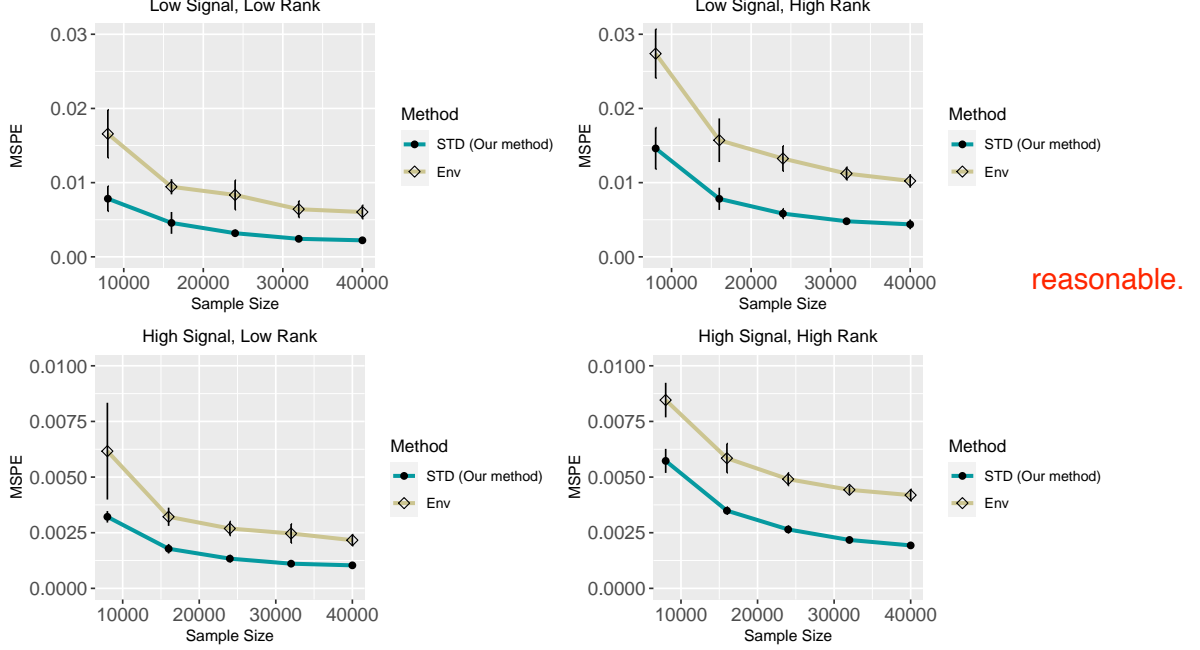 Low Signal, Low Rank
0.03
0.02
0.01
0.00
MSPE
10000 20000 30000 40000
Sample Size
Method
STD (Our method)
Env
Low Signal, High Rank
0.03
0.02
0.01
0.00
MSPE
10000 20000 30000 40000
Sample Size
Method
STD (Our method)
Env
reasonable.
High Signal, Low Rank
0.0100
0.0075
0.0050
0.0025
0.0000
MSPE
10000 20000 30000 40000
Sample Size
Method
STD (Our method)
Env
High Signal, High Rank
0.0100
0.0075
0.0050
0.0025
0.0000
MSPE
10000 20000 30000 40000
Sample Size
Method
STD (Our method)
Env